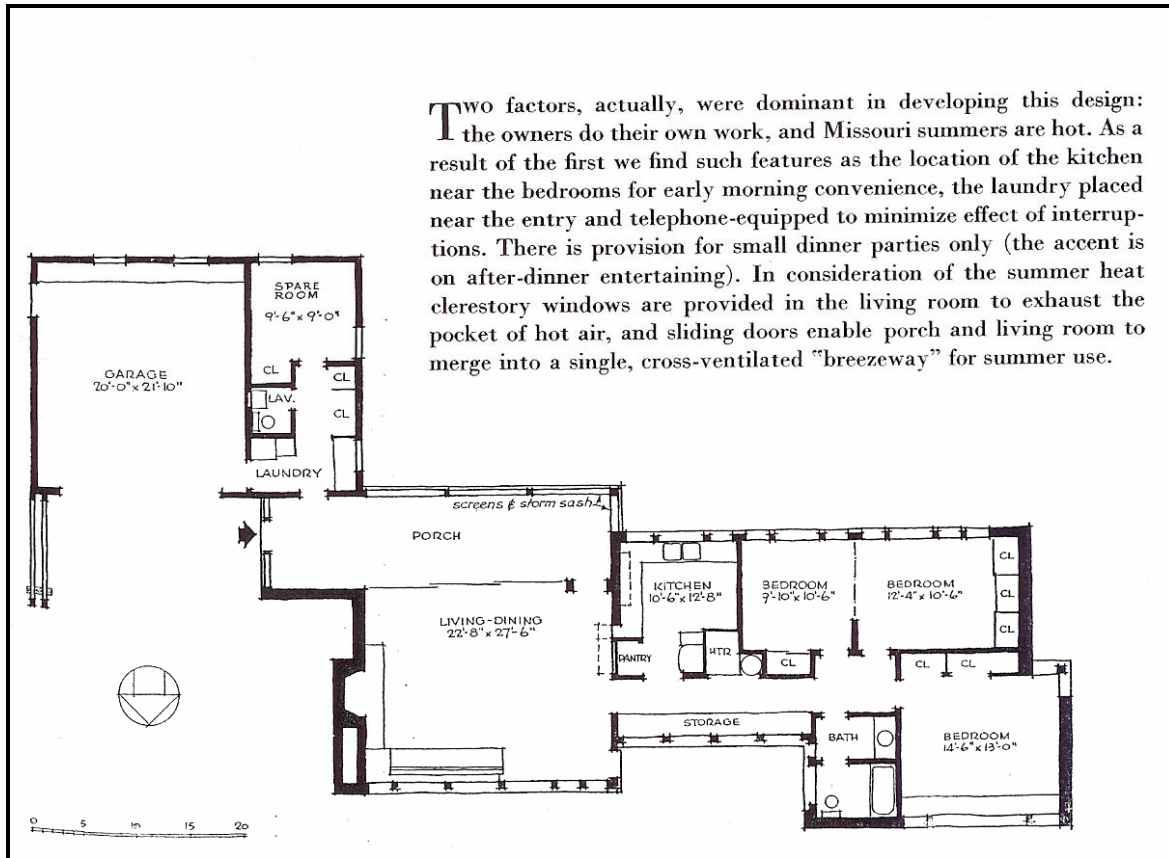 Two factors, actually, were dominant in developing this design:
the owners do their own work, and Missouri summers are hot. As a
result of the first we find such features as the location of the kitchen
near the bedrooms for early morning convenience, the laundry placed
near the entry and telephone-equipped to minimize effect of interrup-
tions. There is provision for small dinner parties only (the accent is
on after-dinner entertaining). In consideration of the summer heat
clerestory windows are provided in the living room to exhaust the
pocket of hot air, and sliding doors enable porch and living room to
merge into a single, cross-ventilated "breezeway" for summer use.
SPARE
ROOM
9'-6" x 9'-0"
GARAGE
20'-0" x 21'-10"
CL
CL
LAV.
CL
LAUNDRY
screens & storm sash
PORCH
KITCHEN
10'-6" x 12'-8"
BEDROOM
9'-10" x 10'-6"
BEDROOM
12'-4" x 10'-6"
CL
CL
CL
LIVING-DINING
22'-8" x 27'-6"
PANTRY
HTR
CL
CL
CL
STORAGE
BATH
BEDROOM
14'-6" x 13'-0"
0 5 10 15 20